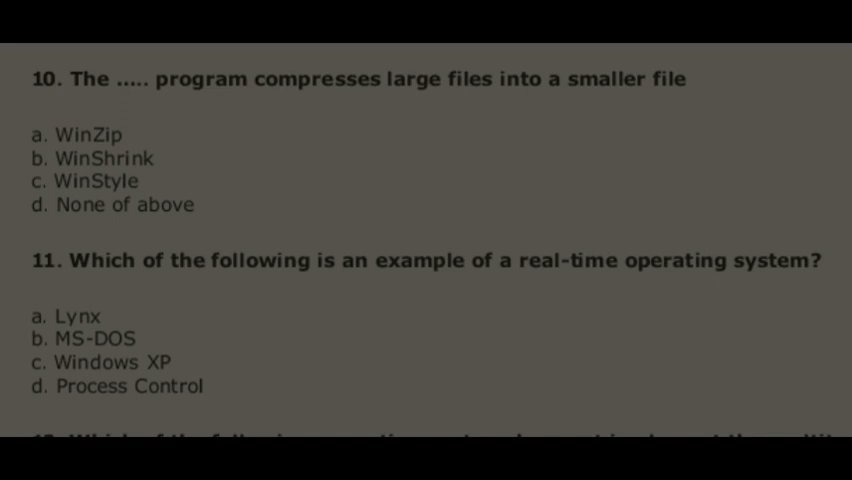 10. The ..... program compresses large files into a smaller file
a. WinZip
b. WinShrink
c. WinStyle
d. None of above
11. Which of the following is an example of a real-time operating system?
a. Lynx
b. MS-DOS
c. Windows XP
d. Process Control